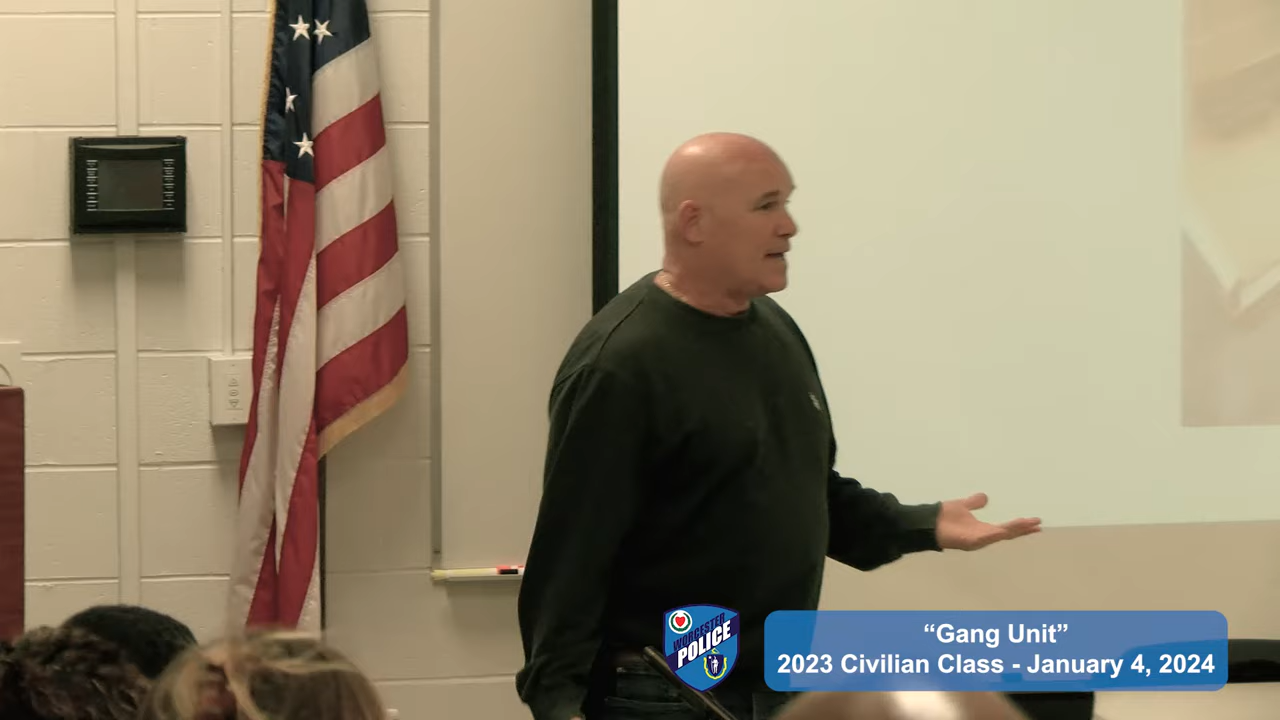 WORCESTER
POLICE
“Gang Unit”
2023 Civilian Class - January 4, 2024